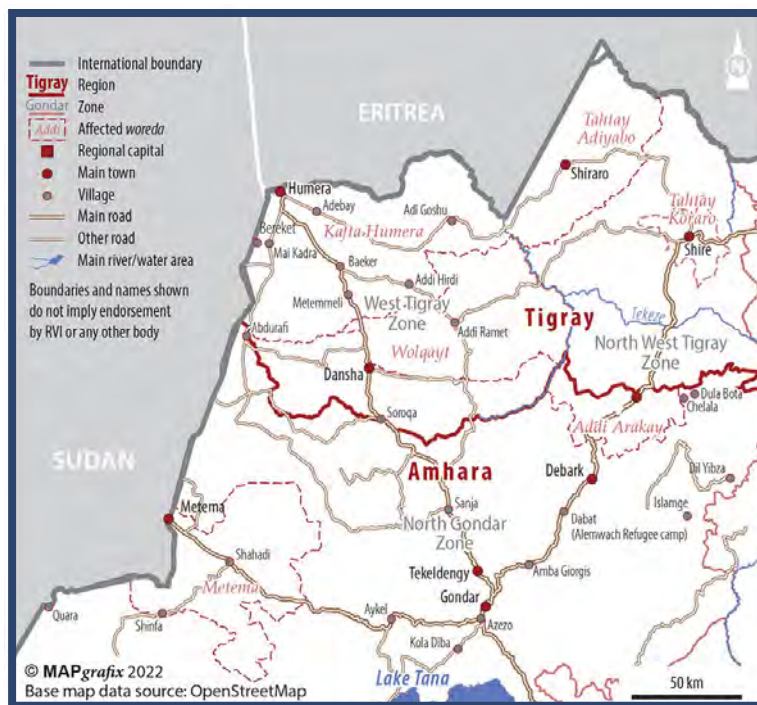 International boundary
Tigray Region
Gondar Zone
Addi Affected woreda
Regional capital
Main town
Village
Main road
Other road
Main river/water area
Boundaries and names shown
do not imply endorsement
by RVI or any other body
N
ERITREA
Tahtay
Adiyabo
Shiraro
Humera
Adebay
Adi Goshu
Kafta-Humera
Tahtay
Koraro
Shire
Bereket
Mai Kadra
Baeker
Addi Hirdi
Metemmeli
West Tigray
Zone
Addi Ramet
Tigray
Tekeze
North West Tigray
Zone
Abdurafi
Wolqayt
Dansha
Dula Bota
Chelala
Soroqa
Addi Arakay
SUDAN
Amhara
Debark
Dil Yibza
Islamge
Sanja
North Gondar
Zone
Dabat
(Alemwach Refugee camp)
Metema
Shahadi
Metema
Tekeldengy
Amba Giorgis
Gondar
Quara
Shinfa
Aykel
Azezo
Kola Diba
Lake Tana
© MAPgrafix 2022
Base map data source: OpenStreetMap
50 km